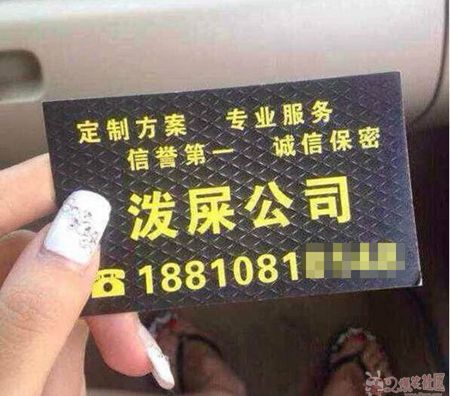 定制方案 专业服务
信誉第一 诚信保密
泼屎公司
☎1881081